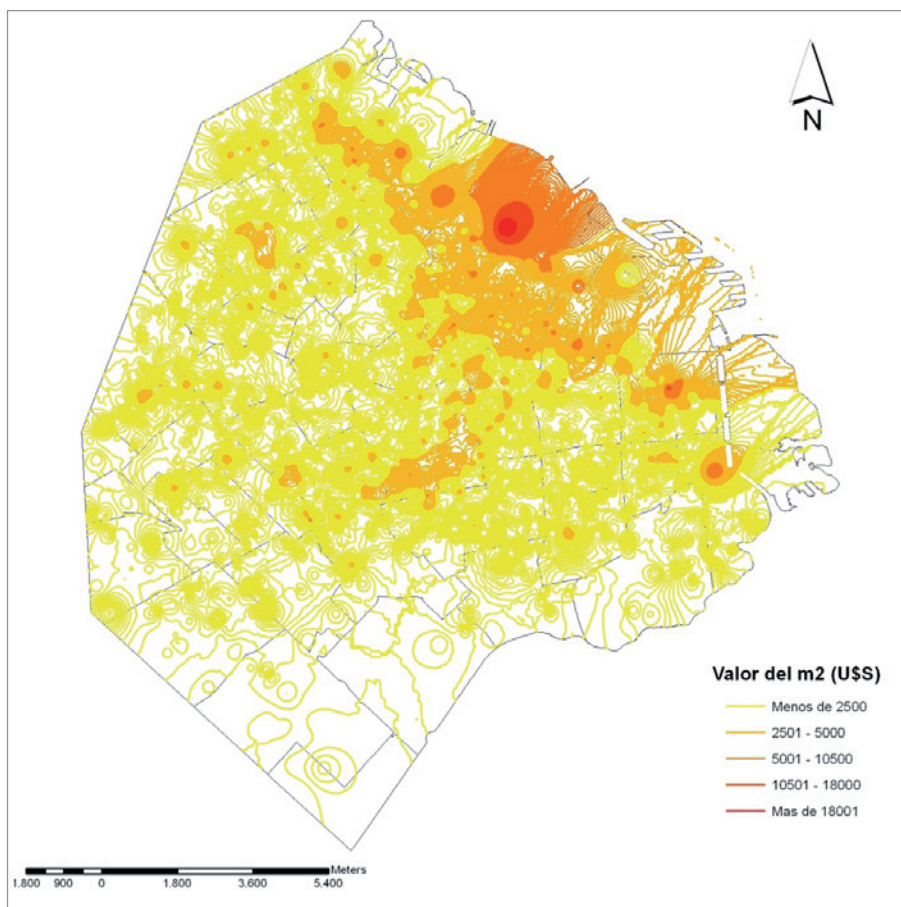 N
Valor del m2 (U$S)
Menos de 2500
2501 - 5000
5001 - 10500
10501 - 18000
Mas de 18001
Meters
1.800 900 0 1.800 3.600 5.400